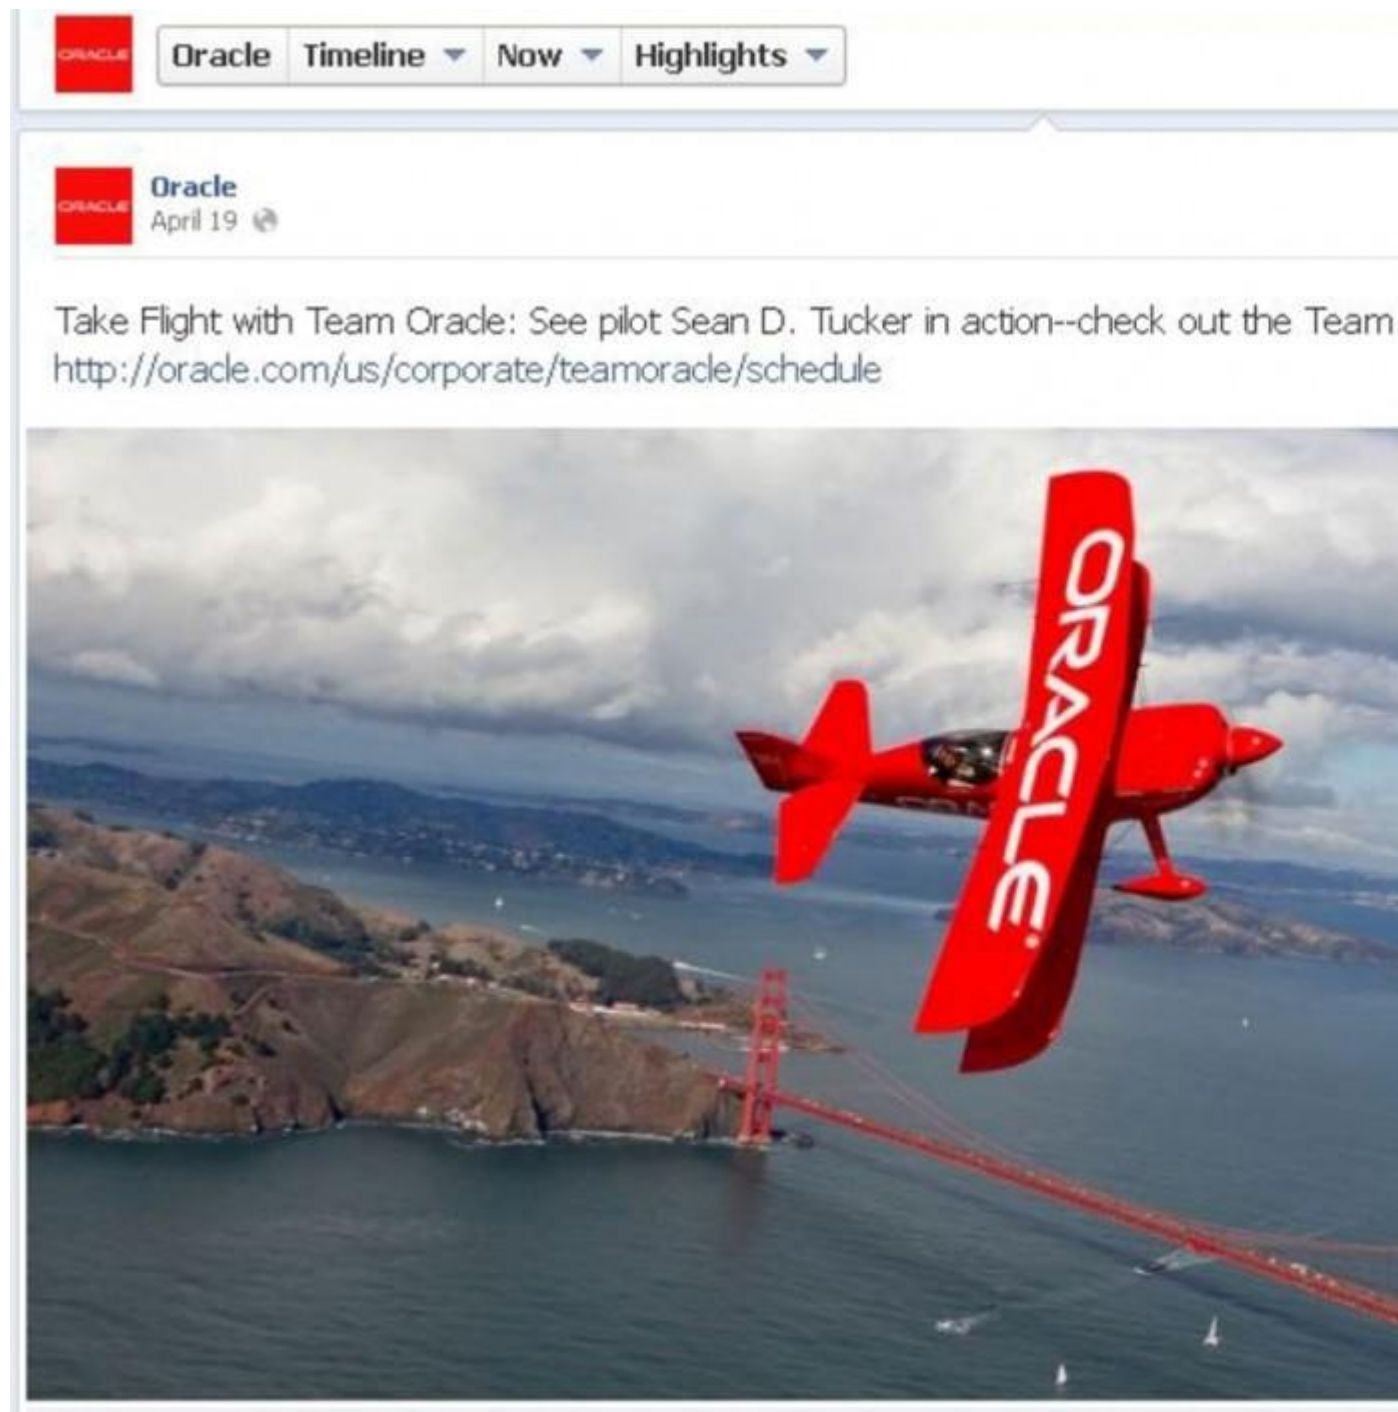 ORACLE
Oracle Timeline Now Highlights
ORACLE
Oracle
April 19
Take Flight with Team Oracle: See pilot Sean D. Tucker in action--check out the Team
http://oracle.com/us/corporate/teamoracle/schedule
ORACLE